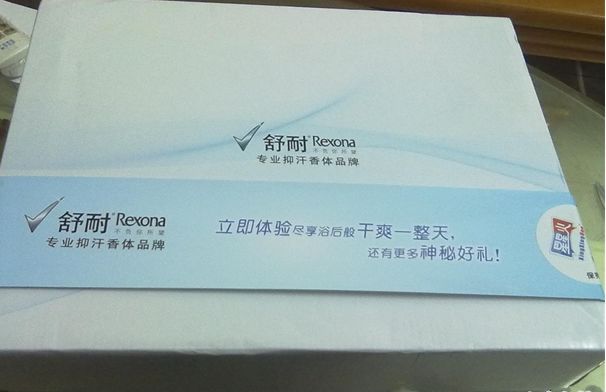 舒耐 Rexona
不负你所望
专业抑汗香体品牌
舒耐® Rexona
不负你所望
专业抑汗香体品牌
立即体验尽享浴后般干爽一整天,
还有更多神秘好礼!